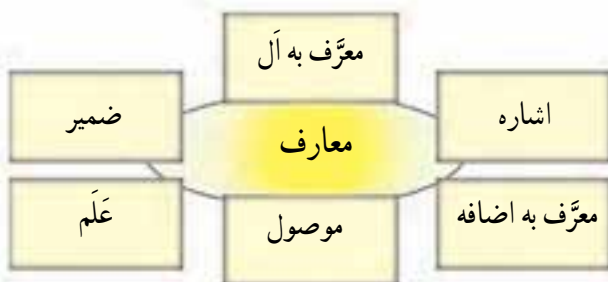 معرَّف به اَل
اشاره
ضمیر
معارف
معرَّف به اضافه
موصول
عَلَم